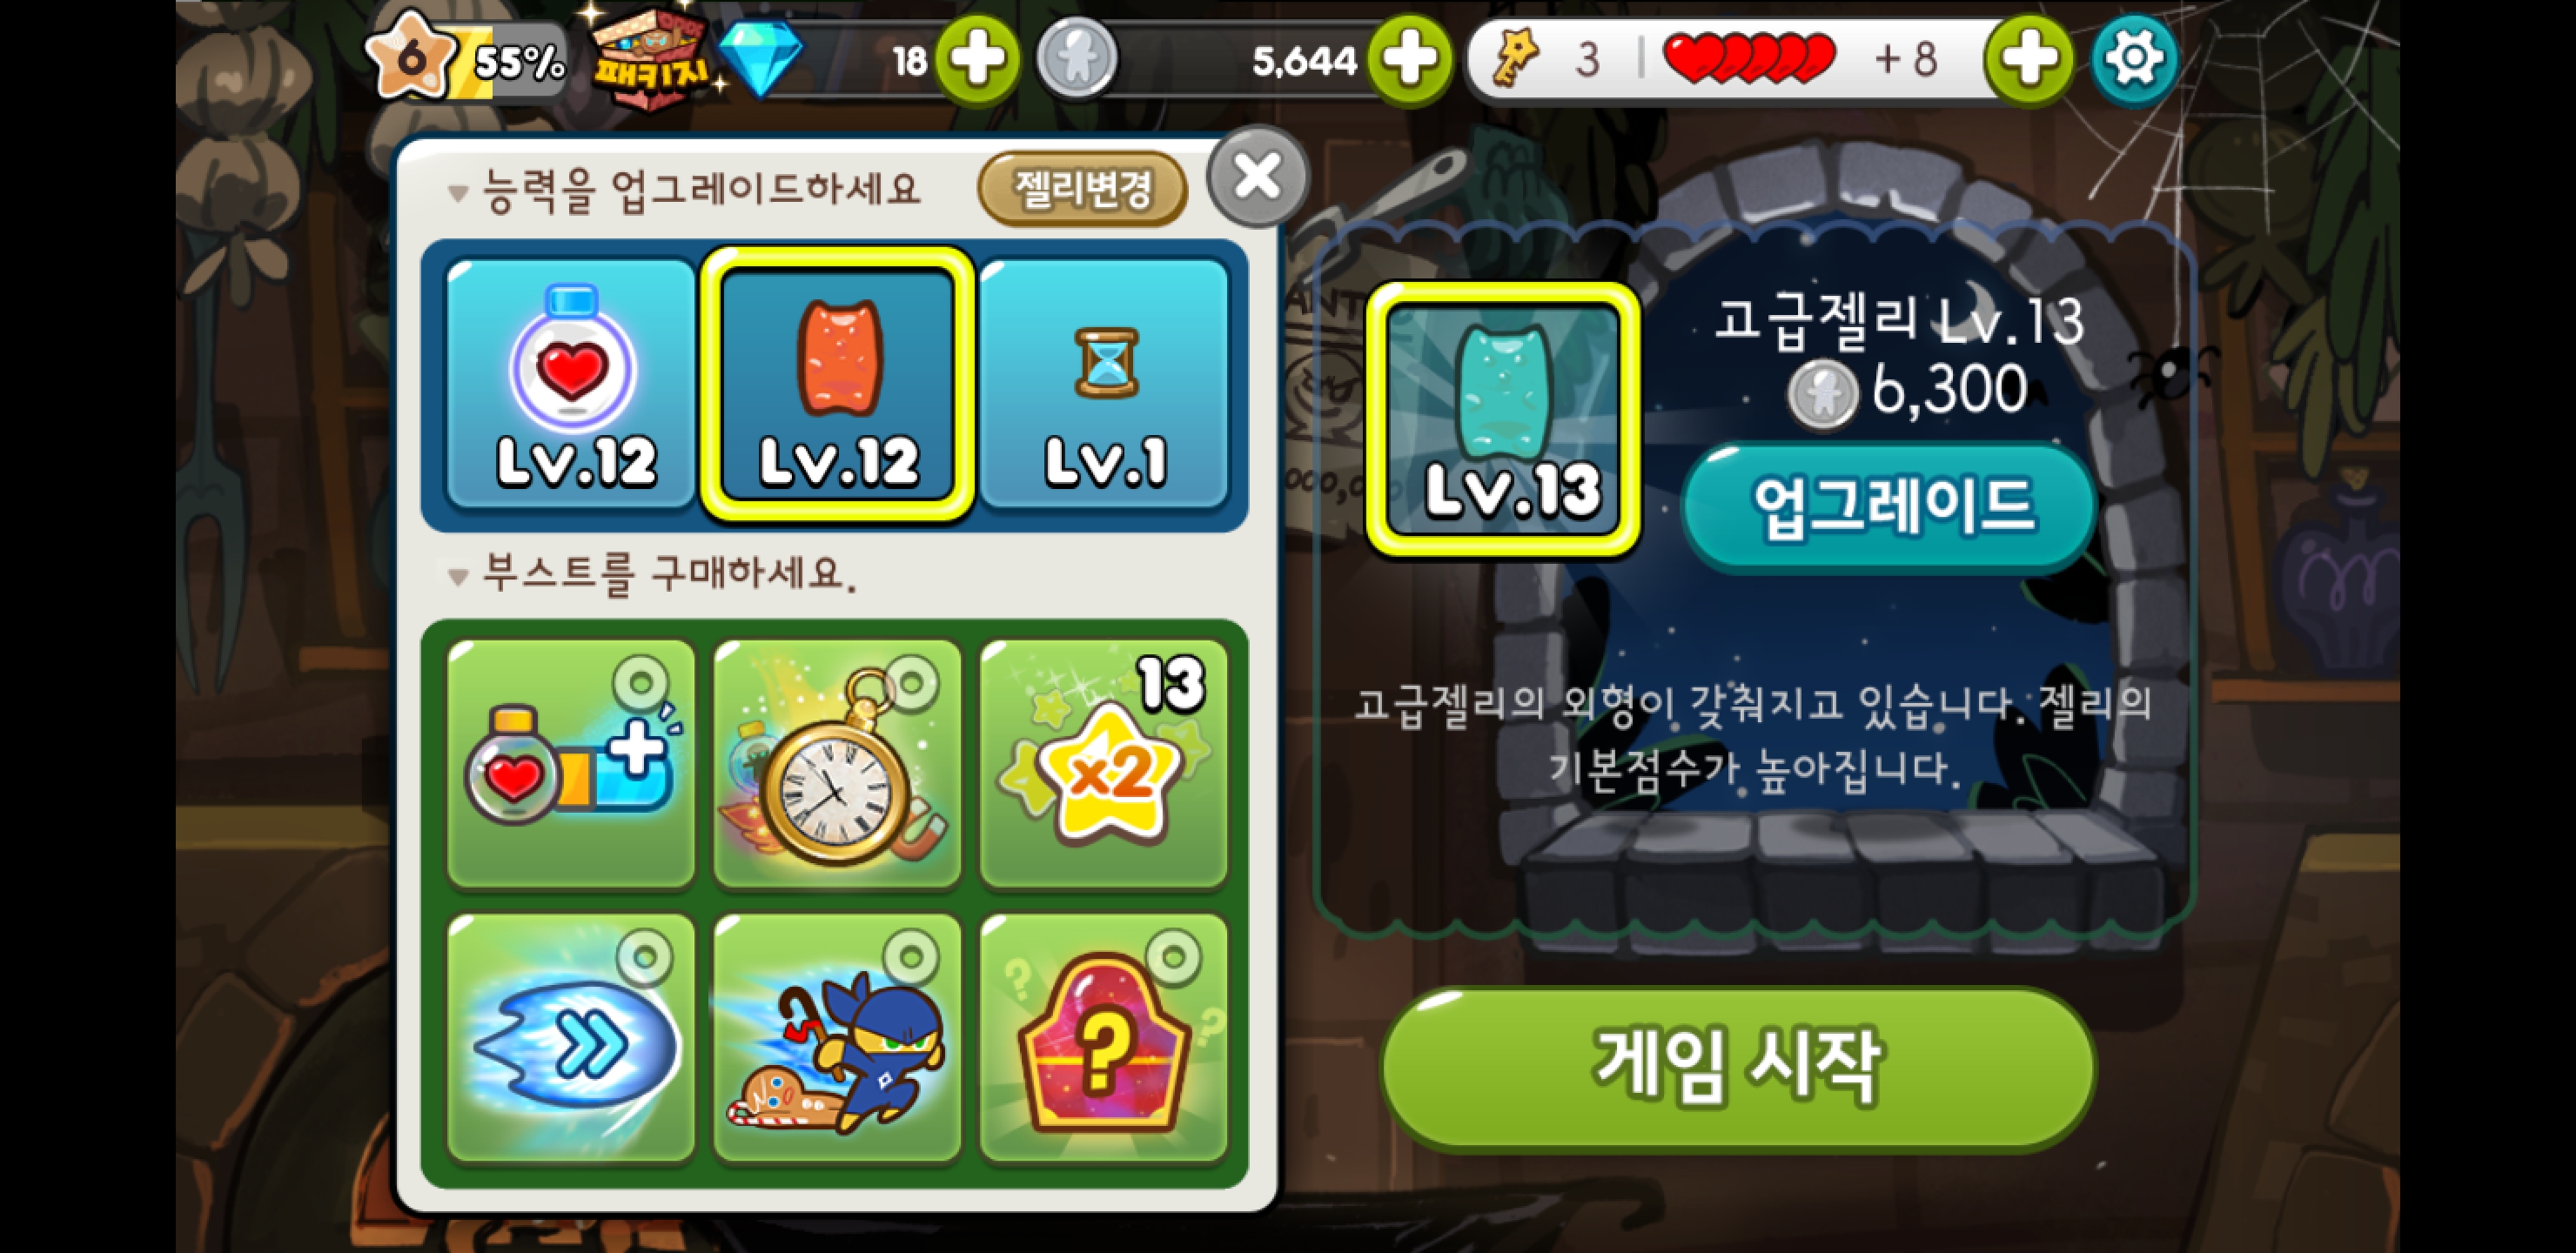 6 55% 패키지 18 5,644 3 +8
능력을 업그레이드하세요 젤리변경
Lv.12 Lv.12 Lv.1
부스트를 구매하세요.
13
x2
?
고급젤리 Lv.13
6,300
Lv.13
업그레이드
고급젤리의 외형이 갖춰지고 있습니다. 젤리의
기본점수가 높아집니다.
게임 시작